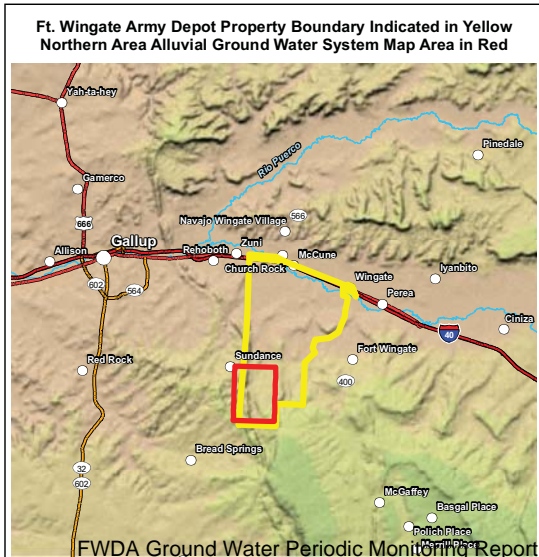 Ft. Wingate Army Depot Property Boundary Indicated in Yellow
Northern Area Alluvial Ground Water System Map Area in Red
Yah-ta-hey
Pinedale
Rio Puerco
Gamerco
666
Navajo Wingate Village
566
Allison
Gallup
Rehoboth
Zuni
McCune
Church Rock
Wingate
Iyanbito
602
564
Perea
Ciniza
40
Red Rock
Sundance
Fort Wingate
400
Bread Springs
32
602
McGaffey
Basgal Place
Polich Place
Merrill Place
FWDA Ground Water Periodic Monitoring Report